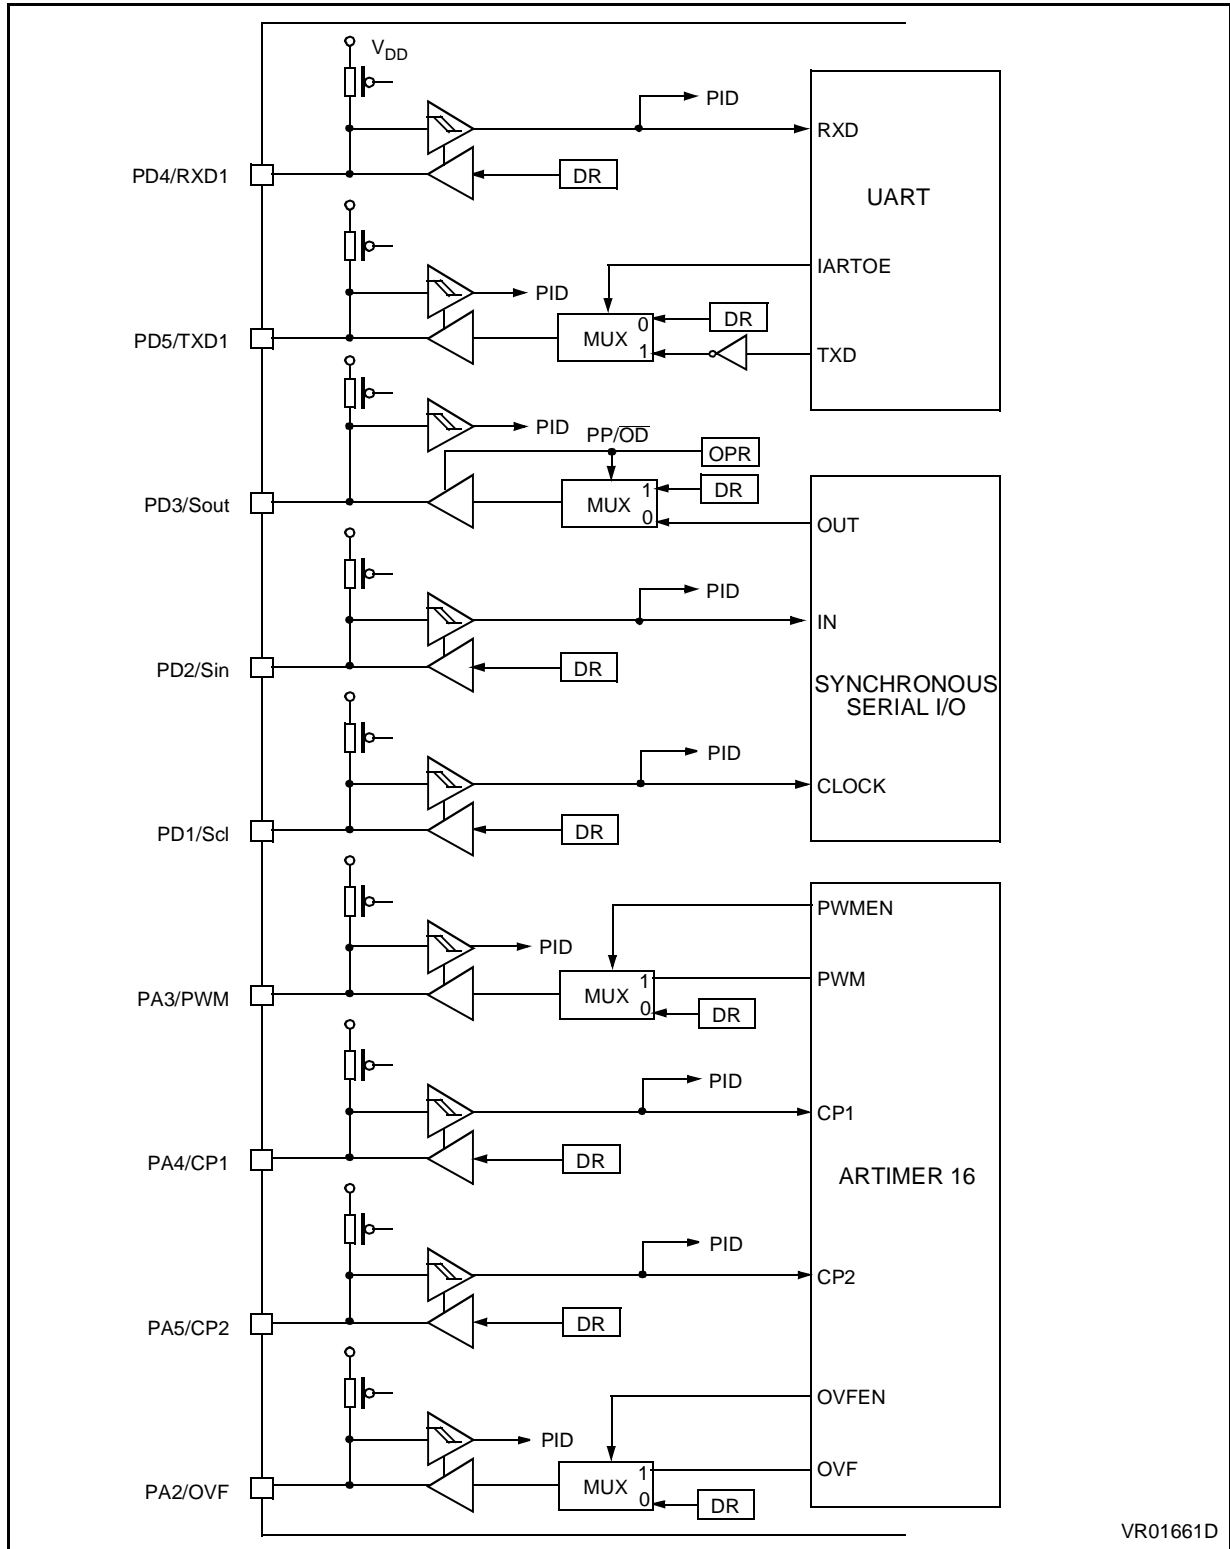 VDD
PID
RXD
PD4/RXD1
DR
UART
IARTOE
PID
DR
PD5/TXD1
MUX
0
1
TXD
PID
PP/OD
OPR
PD3/Sout
MUX
1
0
DR
OUT
PID
IN
PD2/Sin
DR
SYNCHRONOUS
SERIAL I/O
PID
CLOCK
PD1/Scl
DR
PWMEN
PID
PA3/PWM
MUX
1
0
PWM
DR
PID
CP1
PA4/CP1
DR
ARTIMER 16
PID
CP2
PA5/CP2
DR
OVFEN
PID
PA2/OVF
MUX
1
0
OVF
DR
VR01661D